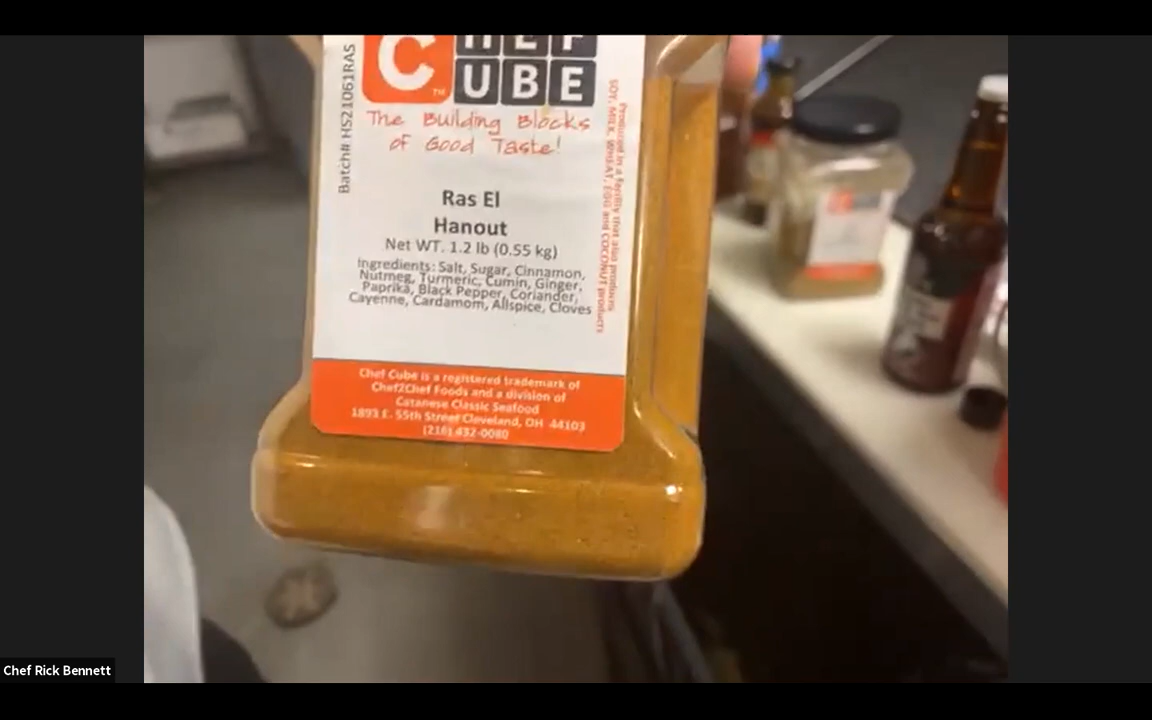 CHEF
CUBE
TM
The Building Blocks
of Good Taste!
Batch# HS21061RAS
Ras El
Hanout
Net WT. 1.2 lb (0.55 kg)
Ingredients: Salt, Sugar, Cinnamon,
Nutmeg, Turmeric, Cumin, Ginger,
Paprika, Black Pepper, Coriander,
Cayenne, Cardamom, Allspice, Cloves
Produced in a facility that also produces
SOY, MILK, WHEAT, EGG and COCONUT products
Chef Cube is a registered trademark of
Chef2Chef Foods and a division of
Catanese Classic Seafood
1893 E. 55th Street Cleveland, OH 44103
(216) 432-0080
Chef Rick Bennett